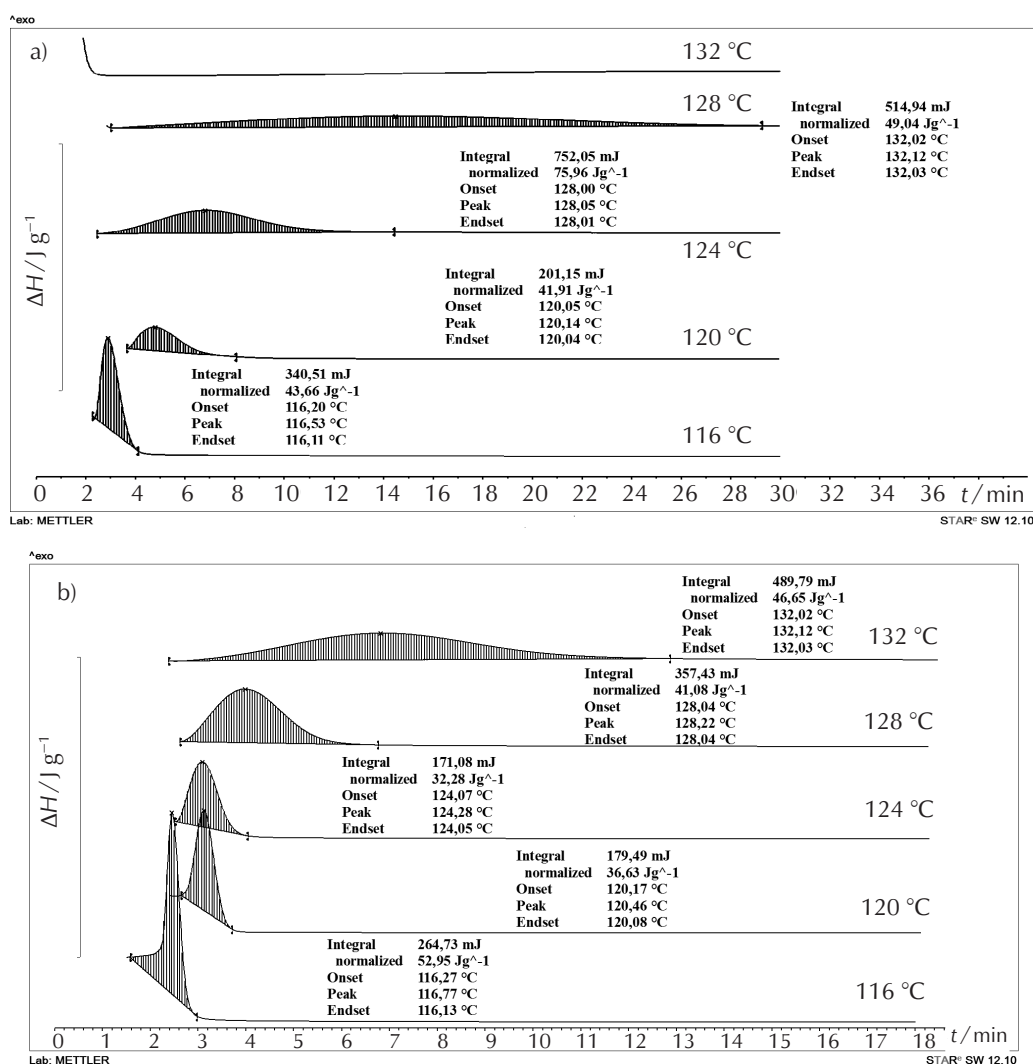 ^exo
a)
132 °C
128 °C
Integral 514,94 mJ
normalized 49,04 Jg^-1
Onset 132,02 °C
Peak 132,12 °C
Endset 132,03 °C
Integral 752,05 mJ
normalized 75,96 Jg^-1
Onset 128,00 °C
Peak 128,05 °C
Endset 128,01 °C
124 °C
ΔH/J g⁻¹
Integral 201,15 mJ
normalized 41,91 Jg^-1
Onset 120,05 °C
Peak 120,14 °C
Endset 120,04 °C
120 °C
Integral 340,51 mJ
normalized 43,66 Jg^-1
Onset 116,20 °C
Peak 116,53 °C
Endset 116,11 °C
116 °C
0 2 4 6 8 10 12 14 16 18 20 22 24 26 28 30 32 34 36 t/min
Lab: METTLER STARᵉ SW 12.10
^exo
b)
Integral 489,79 mJ
normalized 46,65 Jg^-1
Onset 132,02 °C
Peak 132,12 °C
Endset 132,03 °C
132 °C
Integral 357,43 mJ
normalized 41,08 Jg^-1
Onset 128,04 °C
Peak 128,22 °C
Endset 128,04 °C
128 °C
ΔH/J g⁻¹
Integral 171,08 mJ
normalized 32,28 Jg^-1
Onset 124,07 °C
Peak 124,28 °C
Endset 124,05 °C
124 °C
Integral 179,49 mJ
normalized 36,63 Jg^-1
Onset 120,17 °C
Peak 120,46 °C
Endset 120,08 °C
120 °C
Integral 264,73 mJ
normalized 52,95 Jg^-1
Onset 116,27 °C
Peak 116,77 °C
Endset 116,13 °C
116 °C
0 1 2 3 4 5 6 7 8 9 10 11 12 13 14 15 16 17 18 t/min
Lab: METTLER STARᵉ SW 12.10